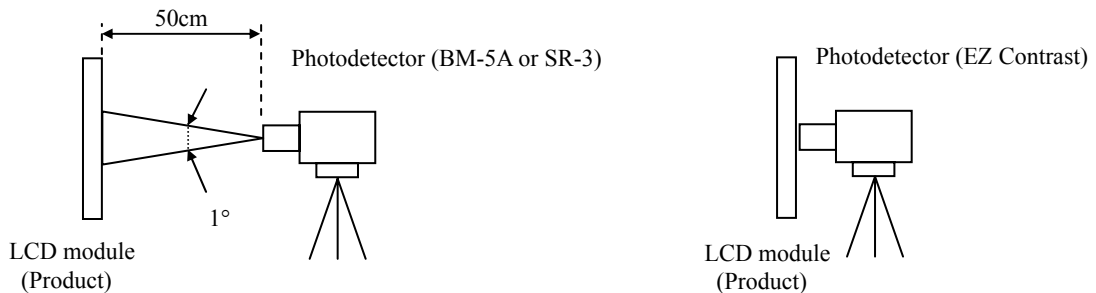 50cm
Photodetector (BM-5A or SR-3)
1°
LCD module
(Product)
Photodetector (EZ Contrast)
LCD module
(Product)